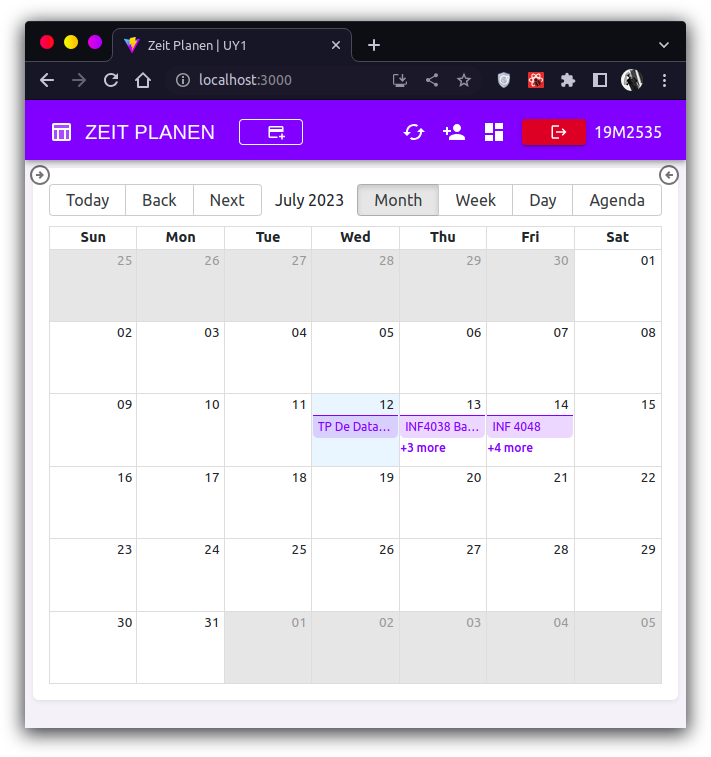 Zeit Planen | UY1
localhost:3000
ZEIT PLANEN 19M2535
Today Back Next July 2023 Month Week Day Agenda
Sun Mon Tue Wed Thu Fri Sat
25 26 27 28 29 30 01
02 03 04 05 06 07 08
09 10 11 12 13 14 15
TP De Data... INF4038 Ba... INF 4048
+3 more +4 more
16 17 18 19 20 21 22
23 24 25 26 27 28 29
30 31 01 02 03 04 05